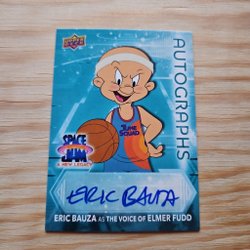 UPPER DECK
AUTOGRAPHS
TUNE SQUAD
SPACE JAM
A NEW LEGACY
ERIC BAUZA
ERIC BAUZA AS THE VOICE OF ELMER FUDD